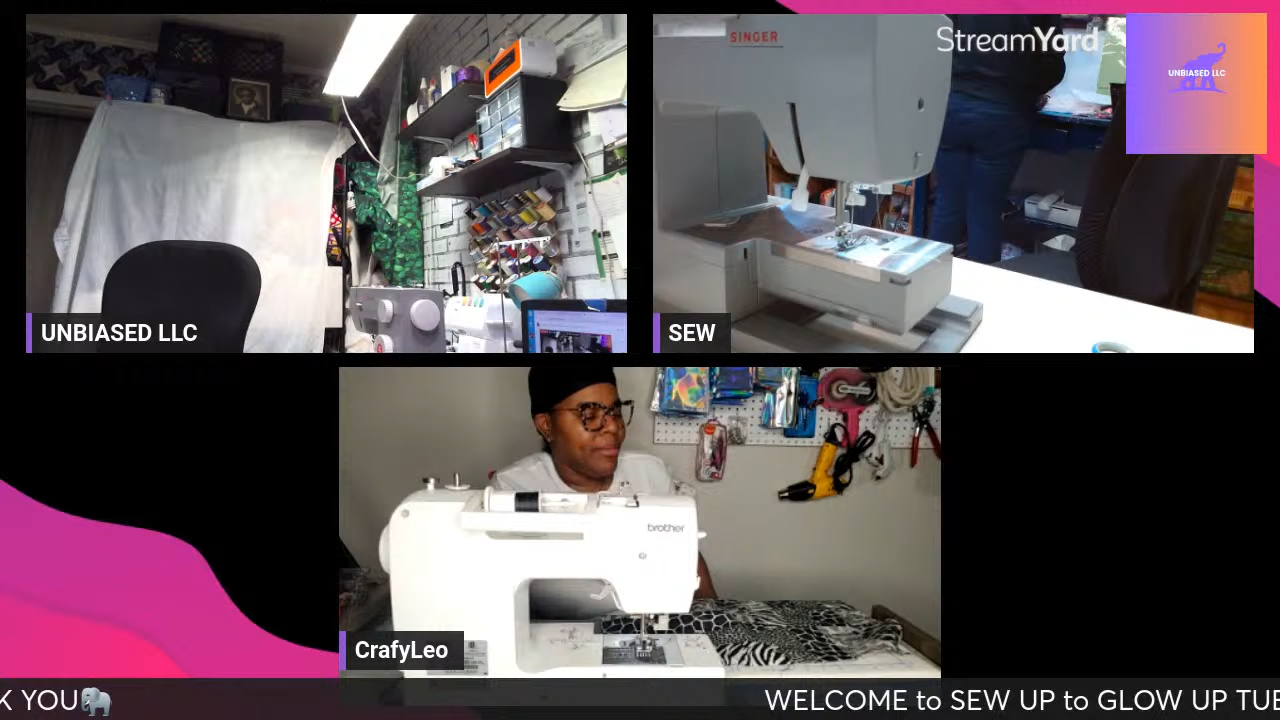 SINGER
StreamYard
UNBIASED LLC
UNBIASED LLC
SEW
brother
CrafyLeo
K YOU🐘
WELCOME to SEW UP to GLOW UP TUE